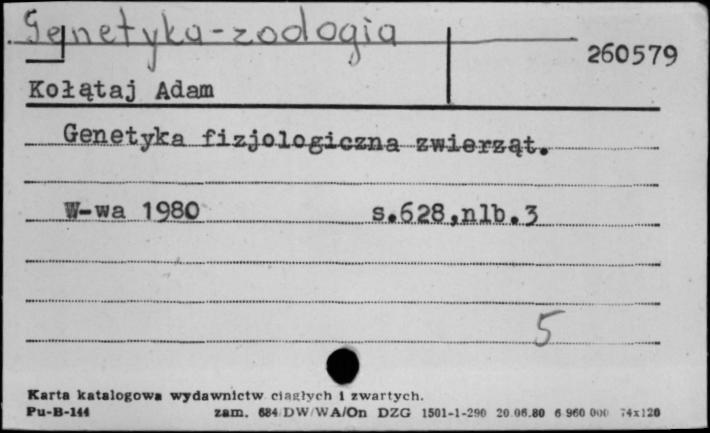 Genetyka-zoologia
260579
Kołątaj Adam
Genetyka fizjologiczna zwierząt.
W-wa 1980 s.628,nlb.3
5
Karta katalogowa wydawnictw ciągłych i zwartych.
Pu-B-144 zam. 684/DW/WA/On DZG 1501-1-290 20.06.80 6 960 000 74x120